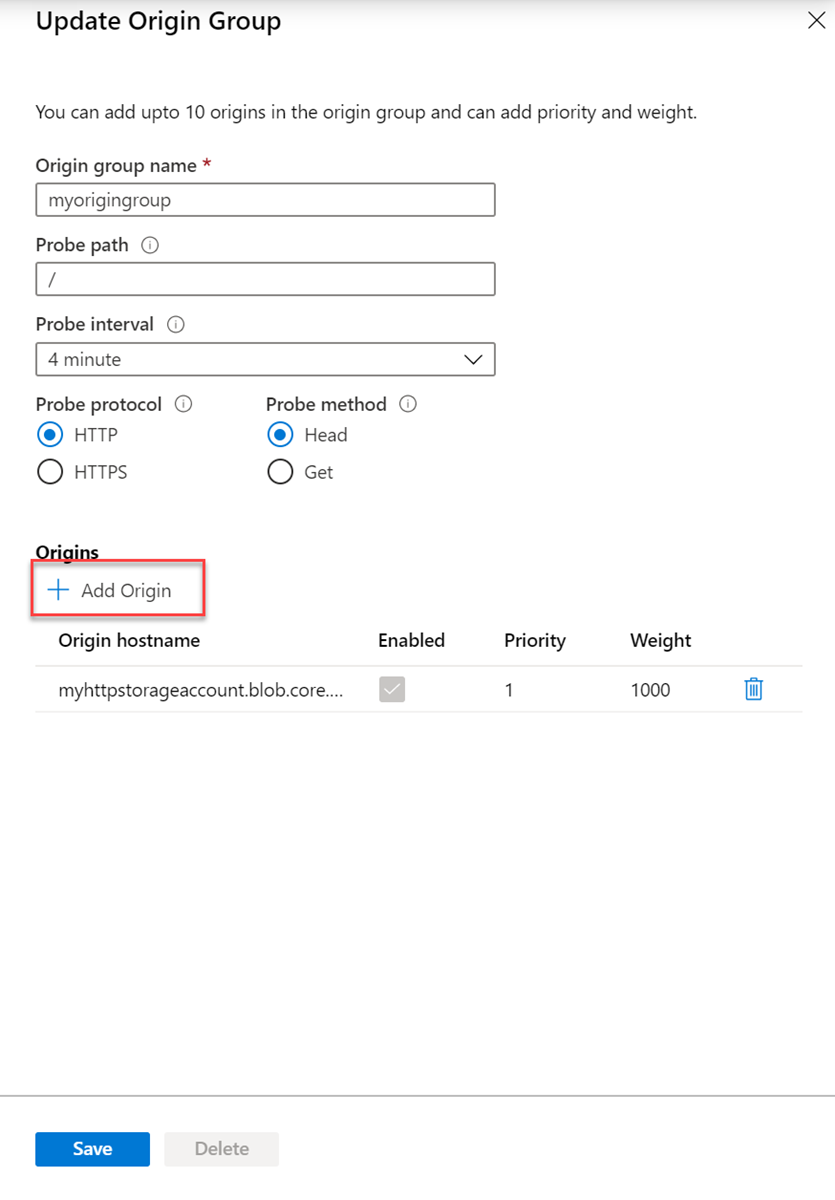 Update Origin Group
You can add upto 10 origins in the origin group and can add priority and weight.
Origin group name *
myorigingroup
Probe path
/
Probe interval
4 minute
Probe protocol Probe method
HTTP Head
HTTPS Get
Origins
+ Add Origin
Origin hostname Enabled Priority Weight
myhttpstorageaccount.blob.core.... 1 1000
Save Delete